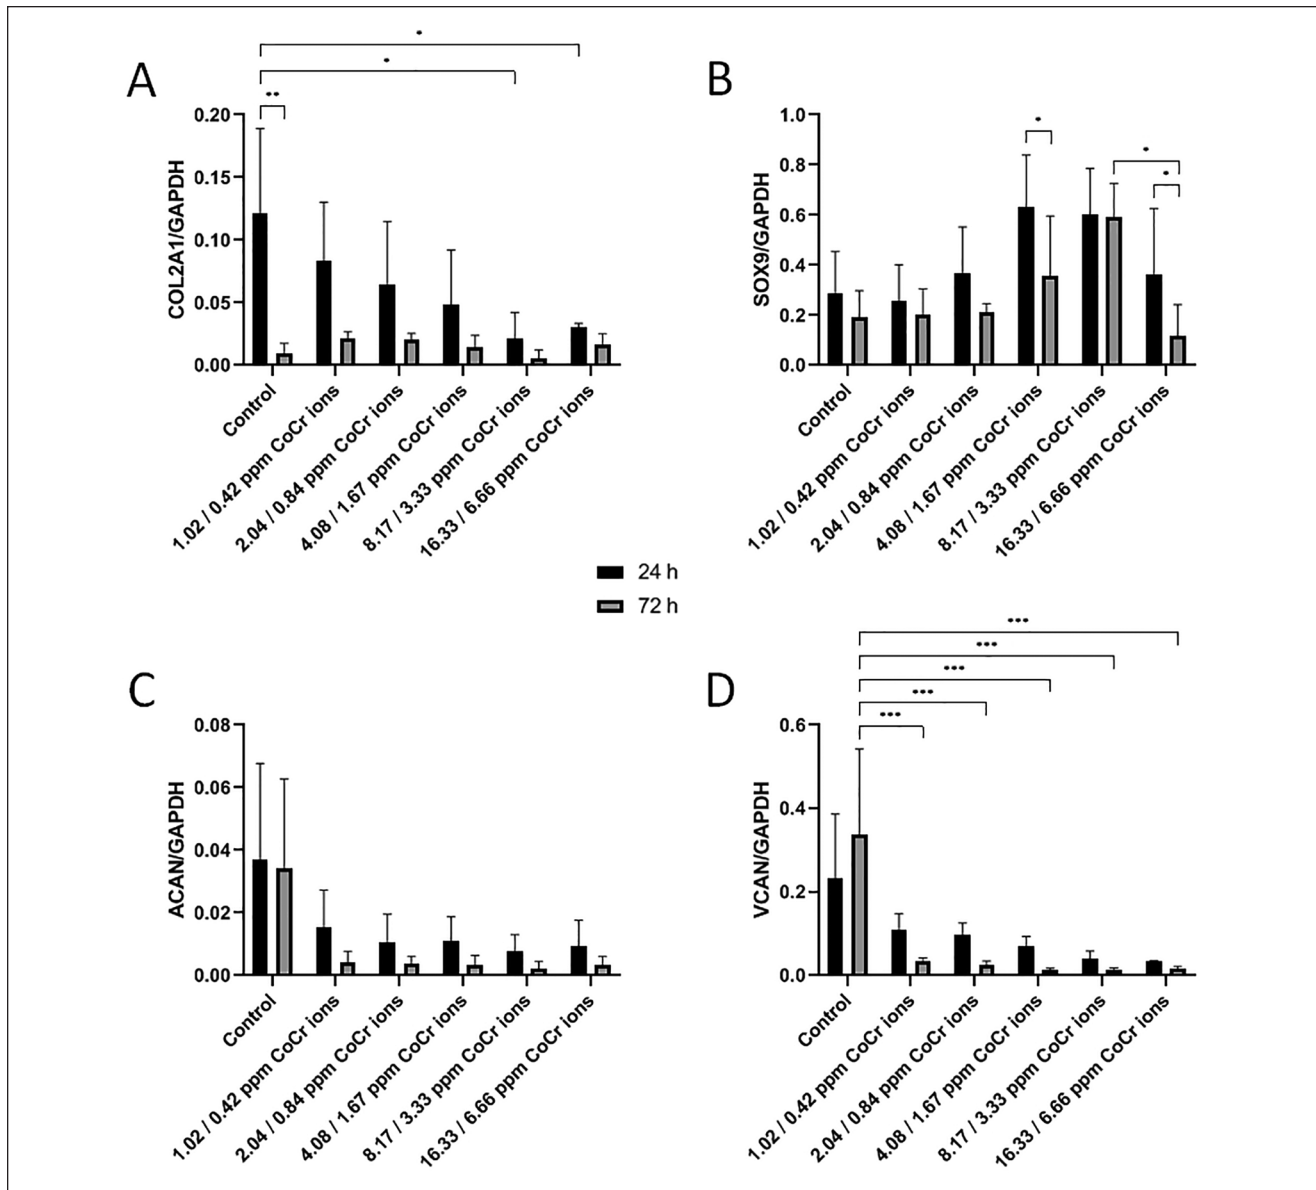 A
*
*
**
COL2A1/GAPDH
0.20
0.15
0.10
0.05
0.00
Control
1.02 / 0.42 ppm CoCr ions
2.04 / 0.84 ppm CoCr ions
4.08 / 1.67 ppm CoCr ions
8.17 / 3.33 ppm CoCr ions
16.33 / 6.66 ppm CoCr ions
B
*
*
*
SOX9/GAPDH
1.0
0.8
0.6
0.4
0.2
0.0
Control
1.02 / 0.42 ppm CoCr ions
2.04 / 0.84 ppm CoCr ions
4.08 / 1.67 ppm CoCr ions
8.17 / 3.33 ppm CoCr ions
16.33 / 6.66 ppm CoCr ions
24 h
72 h
C
ACAN/GAPDH
0.08
0.06
0.04
0.02
0.00
Control
1.02 / 0.42 ppm CoCr ions
2.04 / 0.84 ppm CoCr ions
4.08 / 1.67 ppm CoCr ions
8.17 / 3.33 ppm CoCr ions
16.33 / 6.66 ppm CoCr ions
D
***
***
***
***
***
VCAN/GAPDH
0.6
0.4
0.2
0.0
Control
1.02 / 0.42 ppm CoCr ions
2.04 / 0.84 ppm CoCr ions
4.08 / 1.67 ppm CoCr ions
8.17 / 3.33 ppm CoCr ions
16.33 / 6.66 ppm CoCr ions